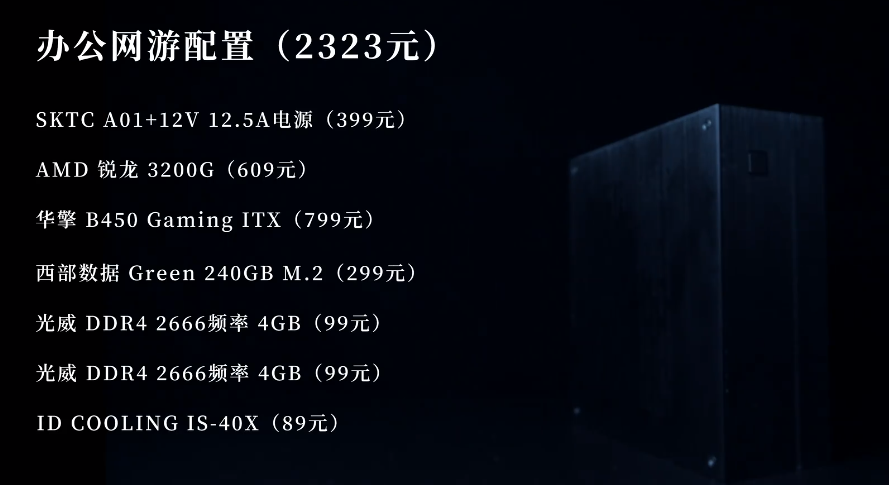 办公网游配置（2323元）
SKTC A01+12V 12.5A电源（399元）
AMD 锐龙 3200G（609元）
华擎 B450 Gaming ITX（799元）
西部数据 Green 240GB M.2（299元）
光威 DDR4 2666频率 4GB（99元）
光威 DDR4 2666频率 4GB（99元）
ID COOLING IS-40X（89元）